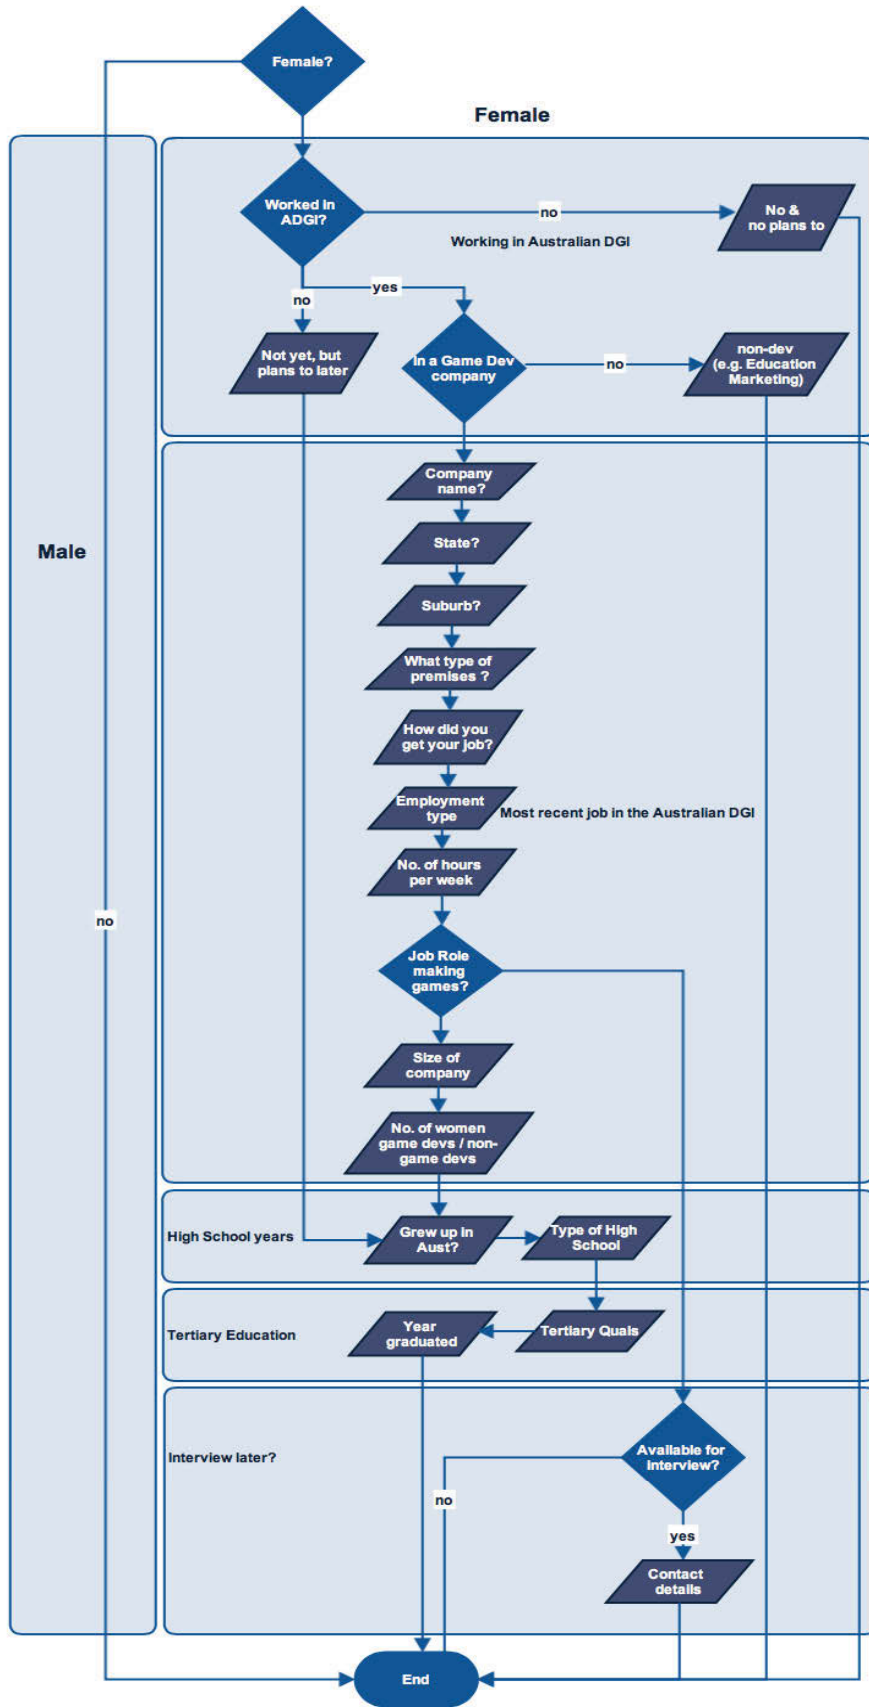 Female?
Female
Worked in
ADGI?
no
No &
no plans to
Working in Australian DGI
yes
no
Not yet, but
plans to later
In a Game Dev
company
no
non-dev
(e.g. Education
Marketing)
Company
name?
State?
Male
Suburb?
What type of
premises ?
How did you
get your job?
Employment
type
Most recent job in the Australian DGI
No. of hours
per week
no
Job Role
making
games?
Size of
company
No. of women
game devs / non-
game devs
High School years
Grew up in
Aust?
Type of High
School
Tertiary Education
Year
graduated
Tertiary Quals
Interview later?
Available for
Interview?
no
yes
Contact
details
End